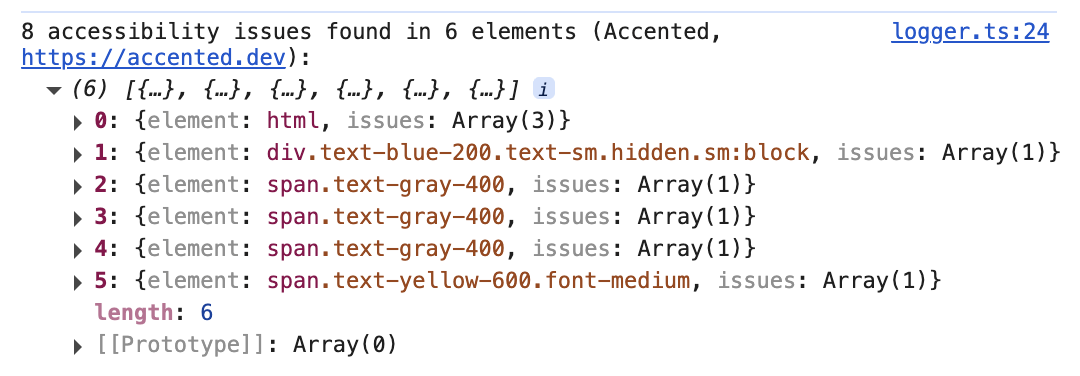 8 accessibility issues found in 6 elements (Accented, logger.ts:24
https://accented.dev):
(6) [{…}, {…}, {…}, {…}, {…}, {…}] i
0: {element: html, issues: Array(3)}
1: {element: div.text-blue-200.text-sm.hidden.sm:block, issues: Array(1)}
2: {element: span.text-gray-400, issues: Array(1)}
3: {element: span.text-gray-400, issues: Array(1)}
4: {element: span.text-gray-400, issues: Array(1)}
5: {element: span.text-yellow-600.font-medium, issues: Array(1)}
length: 6
[[Prototype]]: Array(0)